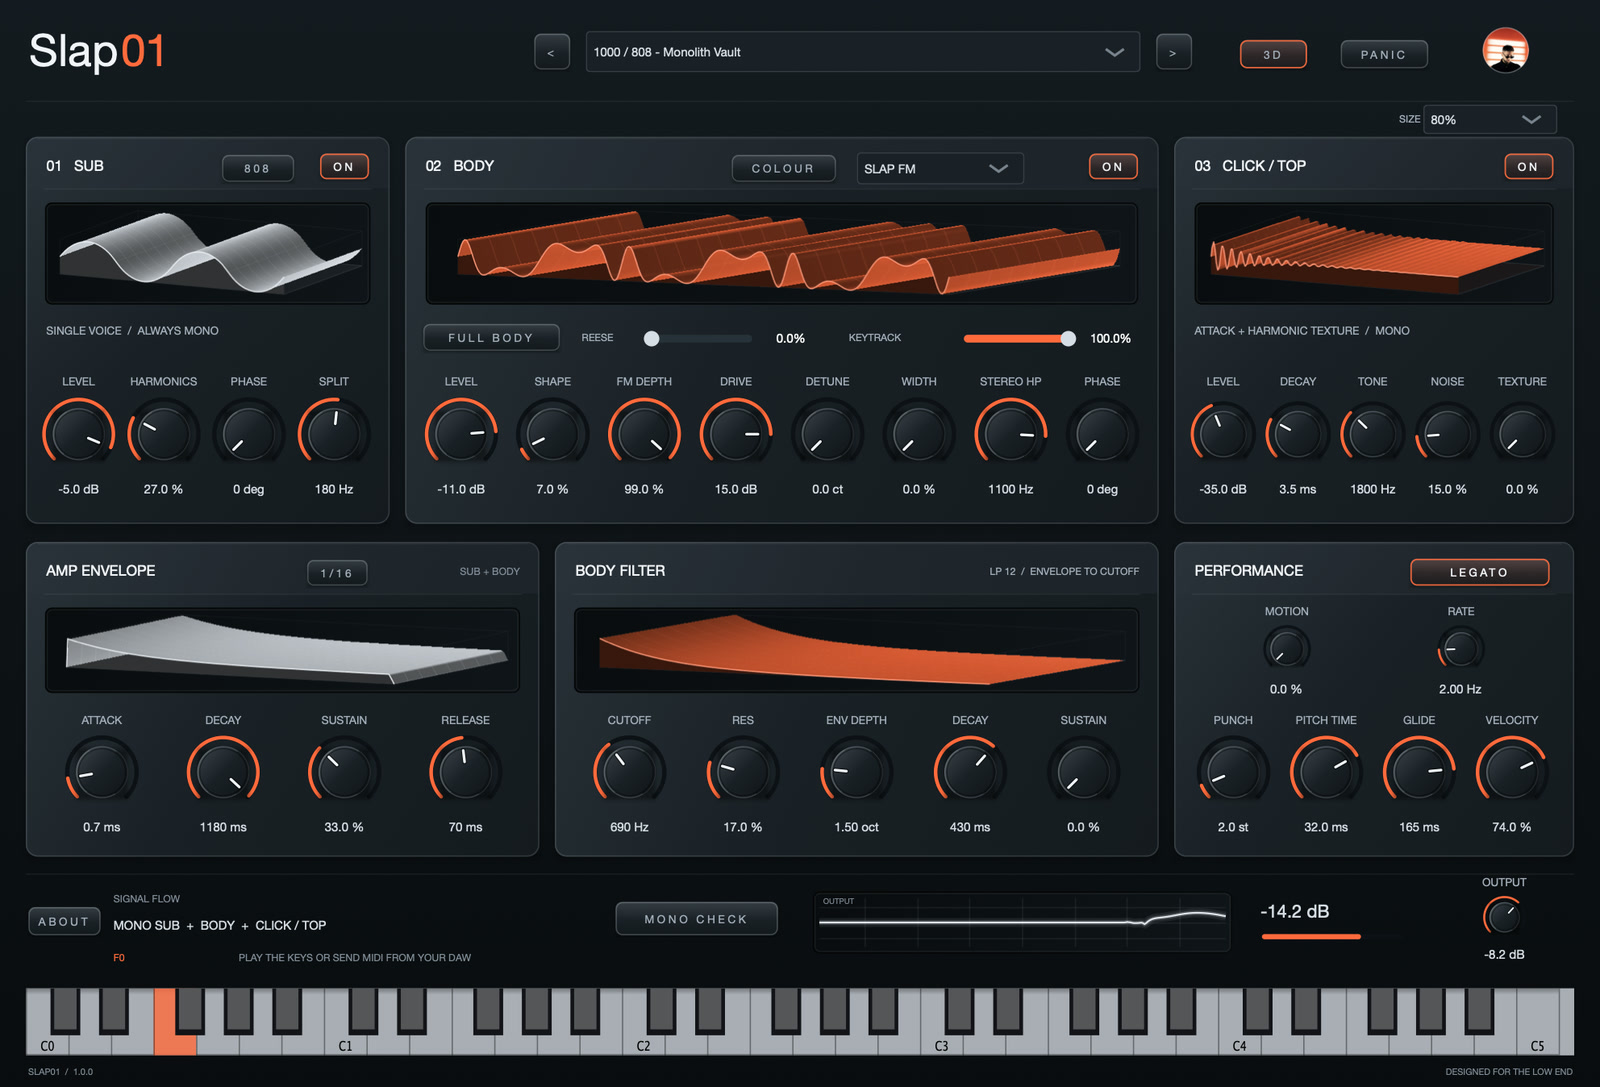 Slap01
<
1000 / 808 - Monolith Vault
>
3D
PANIC
SIZE
80%
01 SUB
808
ON
02 BODY
COLOUR
SLAP FM
ON
03 CLICK / TOP
ON
SINGLE VOICE / ALWAYS MONO
FULL BODY
REESE
0.0%
KEYTRACK
100.0%
ATTACK + HARMONIC TEXTURE / MONO
LEVEL HARMONICS PHASE SPLIT
-5.0 dB 27.0 % 0 deg 180 Hz
LEVEL SHAPE FM DEPTH DRIVE DETUNE WIDTH STEREO HP PHASE
-11.0 dB 7.0 % 99.0 % 15.0 dB 0.0 ct 0.0 % 1100 Hz 0 deg
LEVEL DECAY TONE NOISE TEXTURE
-35.0 dB 3.5 ms 1800 Hz 15.0 % 0.0 %
AMP ENVELOPE
1/16
SUB + BODY
ATTACK DECAY SUSTAIN RELEASE
0.7 ms 1180 ms 33.0 % 70 ms
BODY FILTER
LP 12 / ENVELOPE TO CUTOFF
CUTOFF RES ENV DEPTH DECAY SUSTAIN
690 Hz 17.0 % 1.50 oct 430 ms 0.0 %
PERFORMANCE
LEGATO
MOTION RATE
0.0 % 2.00 Hz
PUNCH PITCH TIME GLIDE VELOCITY
2.0 st 32.0 ms 165 ms 74.0 %
ABOUT
SIGNAL FLOW
MONO SUB + BODY + CLICK / TOP
F0
PLAY THE KEYS OR SEND MIDI FROM YOUR DAW
MONO CHECK
OUTPUT
-14.2 dB
OUTPUT
-8.2 dB
C0 C1 C2 C3 C4 C5
SLAP01 / 1.0.0
DESIGNED FOR THE LOW END